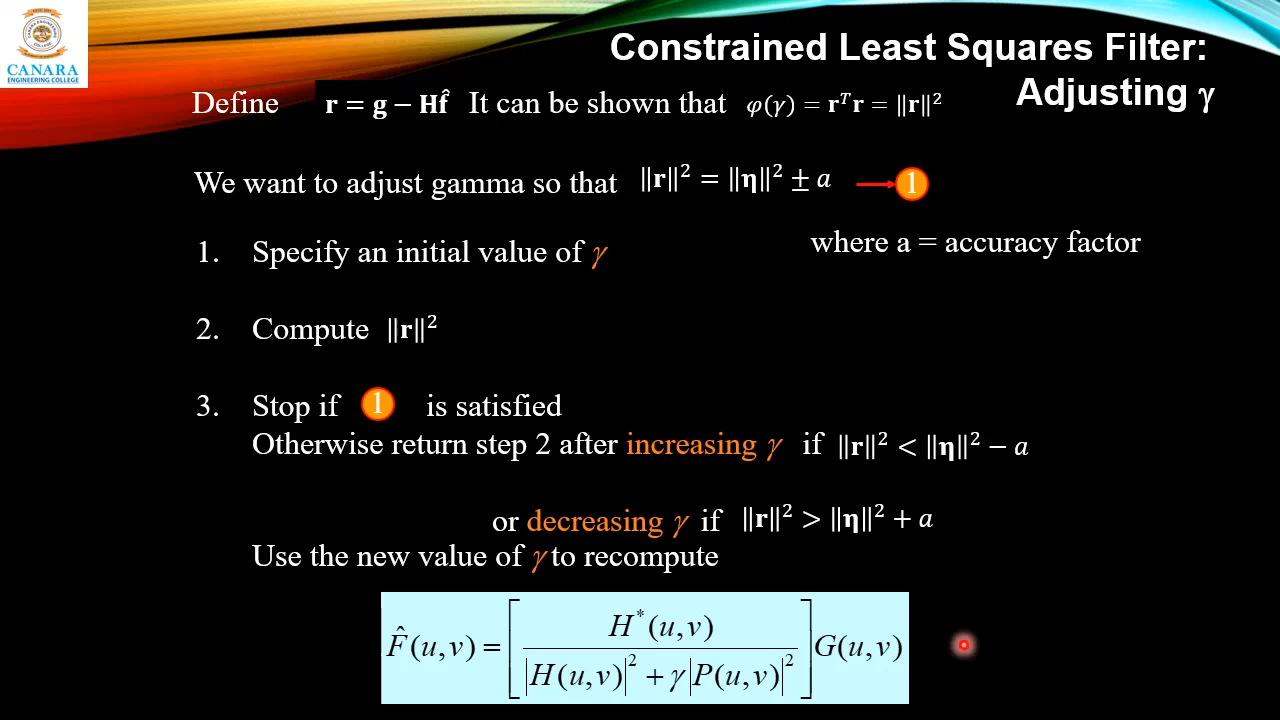 CANARA
ENGINEERING COLLEGE
Constrained Least Squares Filter:
Adjusting γ
Define r = g − Hf̂ It can be shown that φ(γ) = rᵀr = ‖r‖²
We want to adjust gamma so that ‖r‖² = ‖η‖² ± a 1
where a = accuracy factor
1. Specify an initial value of γ
2. Compute ‖r‖²
3. Stop if 1 is satisfied
Otherwise return step 2 after increasing γ if ‖r‖² < ‖η‖² − a
or decreasing γ if ‖r‖² > ‖η‖² + a
Use the new value of γ to recompute
F̂(u,v) = [ H*(u,v) / |H(u,v)|² + γ|P(u,v)|² ] G(u,v)